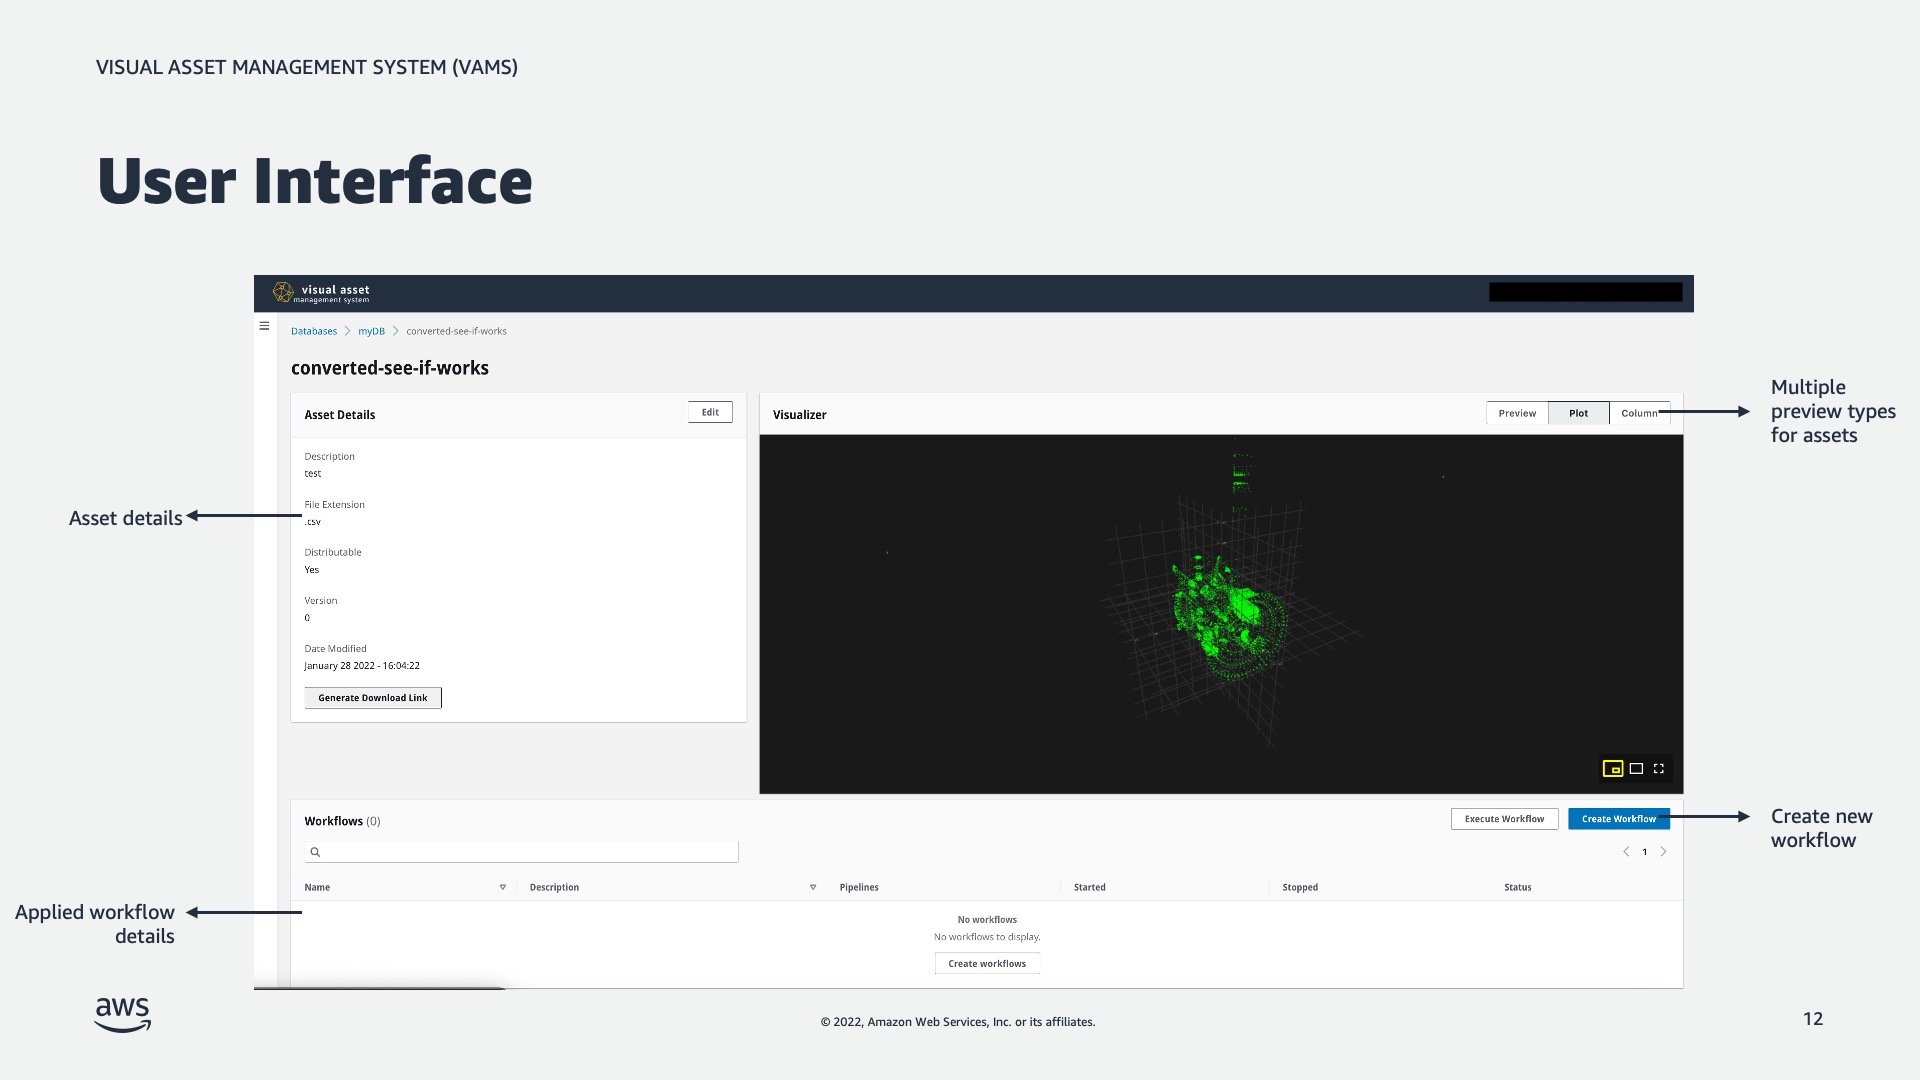 VISUAL ASSET MANAGEMENT SYSTEM (VAMS)
User Interface
visual asset
management system
Databases > myDB > converted-see-if-works
converted-see-if-works
Asset Details
Edit
Description
test
File Extension
.csv
Distributable
Yes
Version
0
Date Modified
January 28 2022 - 16:04:22
Generate Download Link
Visualizer
Preview Plot Column
Multiple
preview types
for assets
Asset details
Workflows (0)
Execute Workflow Create Workflow
Create new
workflow
1
Name Description Pipelines Started Stopped Status
Applied workflow
details
No workflows
No workflows to display.
Create workflows
aws
© 2022, Amazon Web Services, Inc. or its affiliates.
12